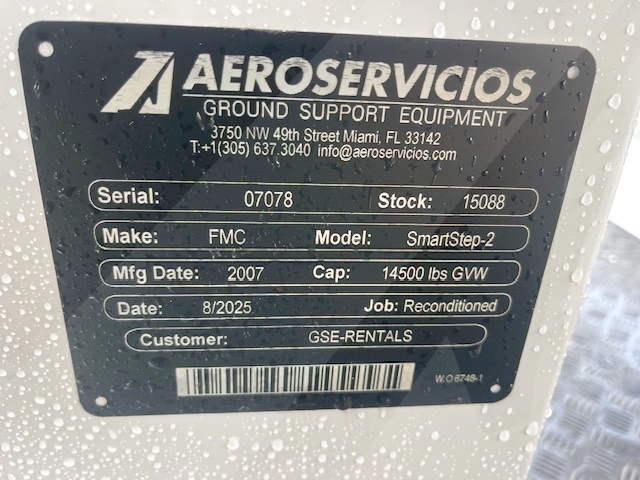 AEROSERVICIOS
GROUND SUPPORT EQUIPMENT
3750 NW 49th Street Miami, FL 33142
T:+1(305) 637.3040 info@aeroservicios.com
Serial: 07078 Stock: 15088
Make: FMC Model: SmartStep-2
Mfg Date: 2007 Cap: 14500 lbs GVW
Date: 8/2025 Job: Reconditioned
Customer: GSE-RENTALS
W.O 6748-1